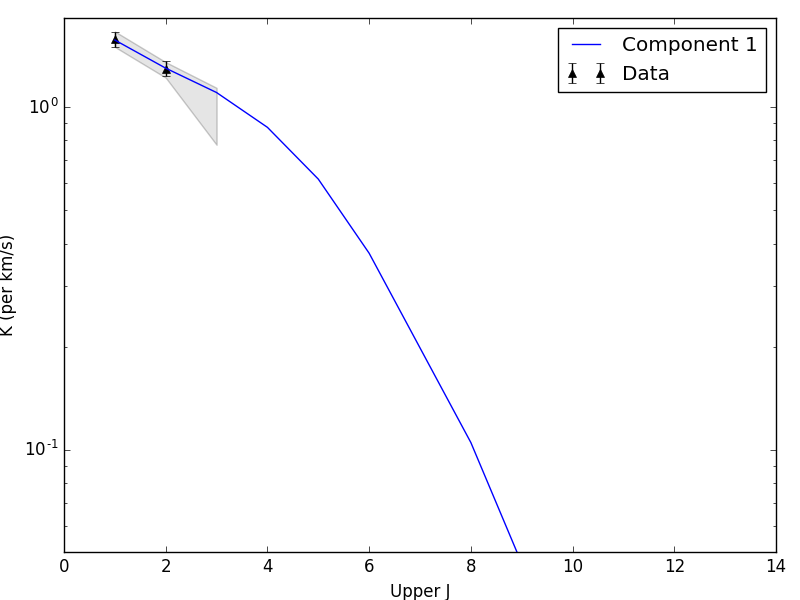 Component 1
Data
10⁰
10⁻¹
K (per km/s)
0 2 4 6 8 10 12 14
Upper J